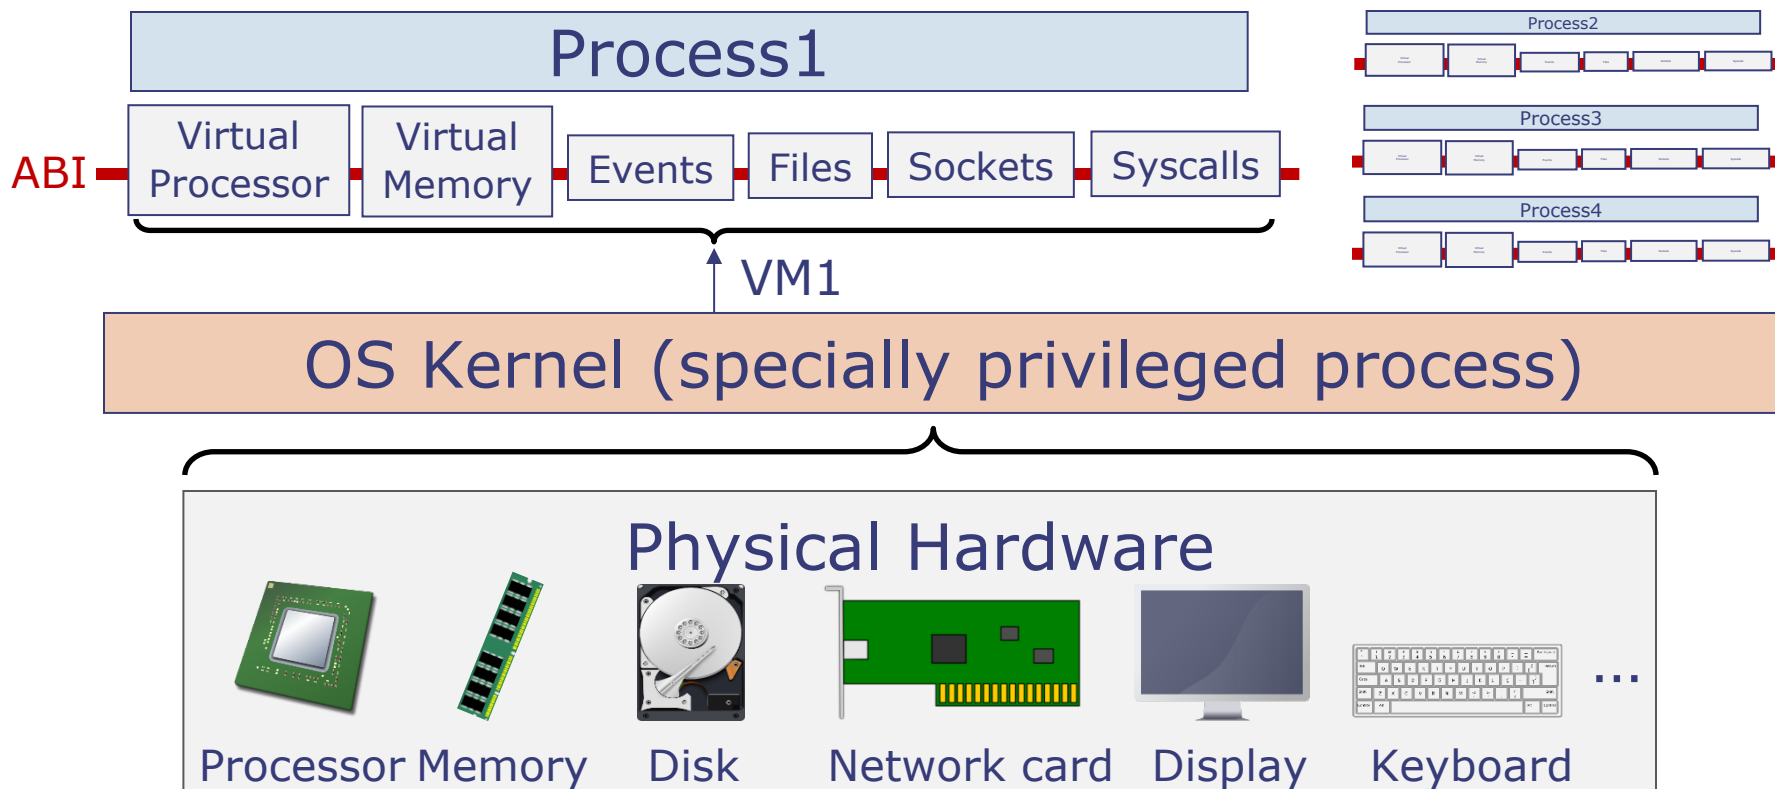 Process1
Process2
ABI
Virtual
Processor
Virtual
Memory
Events
Files
Sockets
Syscalls
Process3
Process4
VM1
OS Kernel (specially privileged process)
Physical Hardware
...
Processor
Memory
Disk
Network card
Display
Keyboard